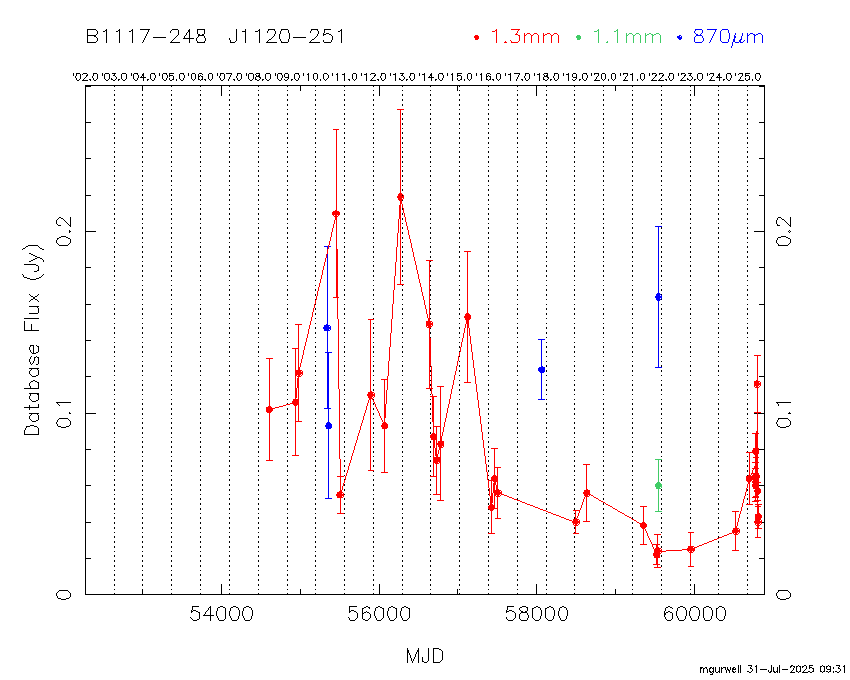 B1117-248 J1120-251 1.3mm 1.1mm 870μm
'02.0 '03.0 '04.0 '05.0 '06.0 '07.0 '08.0 '09.0 '10.0 '11.0 '12.0 '13.0 '14.0 '15.0 '16.0 '17.0 '18.0 '19.0 '20.0 '21.0 '22.0 '23.0 '24.0 '25.0
0.2 0.2
Database Flux (Jy)
0.1 0.1
0 0
54000 56000 58000 60000
MJD
mgurwell 31-Jul-2025 09:31